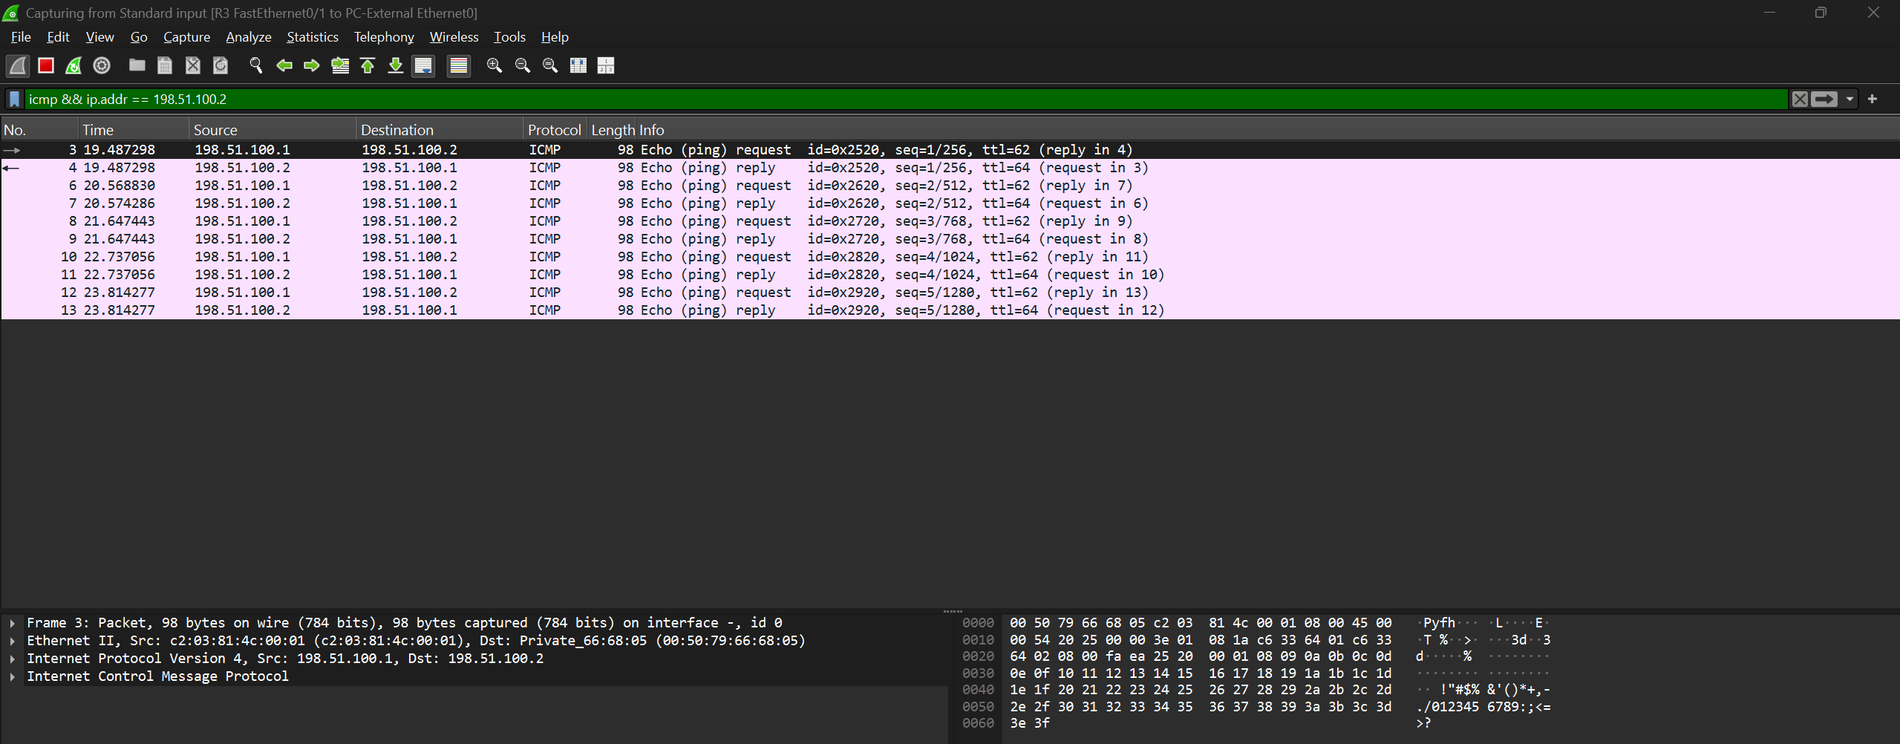 Capturing from Standard input [R3 FastEthernet0/1 to PC-External Ethernet0]
File Edit View Go Capture Analyze Statistics Telephony Wireless Tools Help
icmp && ip.addr == 198.51.100.2
No. Time Source Destination Protocol Length Info
3 19.487298 198.51.100.1 198.51.100.2 ICMP 98 Echo (ping) request id=0x2520, seq=1/256, ttl=62 (reply in 4)
4 19.487298 198.51.100.2 198.51.100.1 ICMP 98 Echo (ping) reply id=0x2520, seq=1/256, ttl=64 (request in 3)
6 20.568830 198.51.100.1 198.51.100.2 ICMP 98 Echo (ping) request id=0x2620, seq=2/512, ttl=62 (reply in 7)
7 20.574286 198.51.100.2 198.51.100.1 ICMP 98 Echo (ping) reply id=0x2620, seq=2/512, ttl=64 (request in 6)
8 21.647443 198.51.100.1 198.51.100.2 ICMP 98 Echo (ping) request id=0x2720, seq=3/768, ttl=62 (reply in 9)
9 21.647443 198.51.100.2 198.51.100.1 ICMP 98 Echo (ping) reply id=0x2720, seq=3/768, ttl=64 (request in 8)
10 22.737056 198.51.100.1 198.51.100.2 ICMP 98 Echo (ping) request id=0x2820, seq=4/1024, ttl=62 (reply in 11)
11 22.737056 198.51.100.2 198.51.100.1 ICMP 98 Echo (ping) reply id=0x2820, seq=4/1024, ttl=64 (request in 10)
12 23.814277 198.51.100.1 198.51.100.2 ICMP 98 Echo (ping) request id=0x2920, seq=5/1280, ttl=62 (reply in 13)
13 23.814277 198.51.100.2 198.51.100.1 ICMP 98 Echo (ping) reply id=0x2920, seq=5/1280, ttl=64 (request in 12)
Frame 3: Packet, 98 bytes on wire (784 bits), 98 bytes captured (784 bits) on interface -, id 0
Ethernet II, Src: c2:03:81:4c:00:01 (c2:03:81:4c:00:01), Dst: Private_66:68:05 (00:50:79:66:68:05)
Internet Protocol Version 4, Src: 198.51.100.1, Dst: 198.51.100.2
Internet Control Message Protocol
0000 00 50 79 66 68 05 c2 03 81 4c 00 01 08 00 45 00 ·Pyfh··· ·L····E·
0010 00 54 20 25 00 00 3e 01 08 1a c6 33 64 01 c6 33 ·T %··>· ···3d··3
0020 64 02 08 00 fa ea 25 20 00 01 08 09 0a 0b 0c 0d d·····% ········
0030 0e 0f 10 11 12 13 14 15 16 17 18 19 1a 1b 1c 1d ········ ········
0040 1e 1f 20 21 22 23 24 25 26 27 28 29 2a 2b 2c 2d ·· !"#$% &'()*+,-
0050 2e 2f 30 31 32 33 34 35 36 37 38 39 3a 3b 3c 3d ./012345 6789:;<=
0060 3e 3f >?